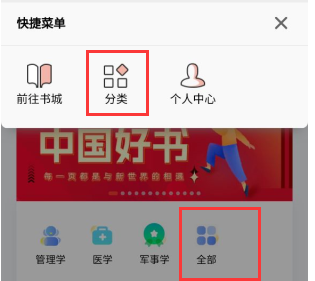 快捷菜单
前往书城
分类
个人中心
中国好书
管理学
医学
军事学
全部